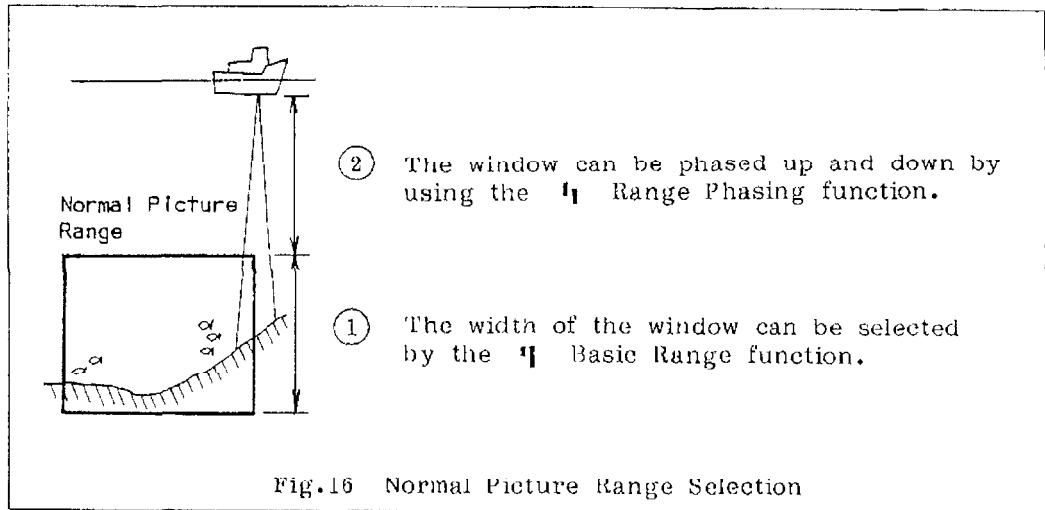 ② The window can be phased up and down by
using the Range Phasing function.
Normal Picture
Range
① The width of the window can be selected
by the Basic Range function.
Fig.16 Normal Picture Range Selection